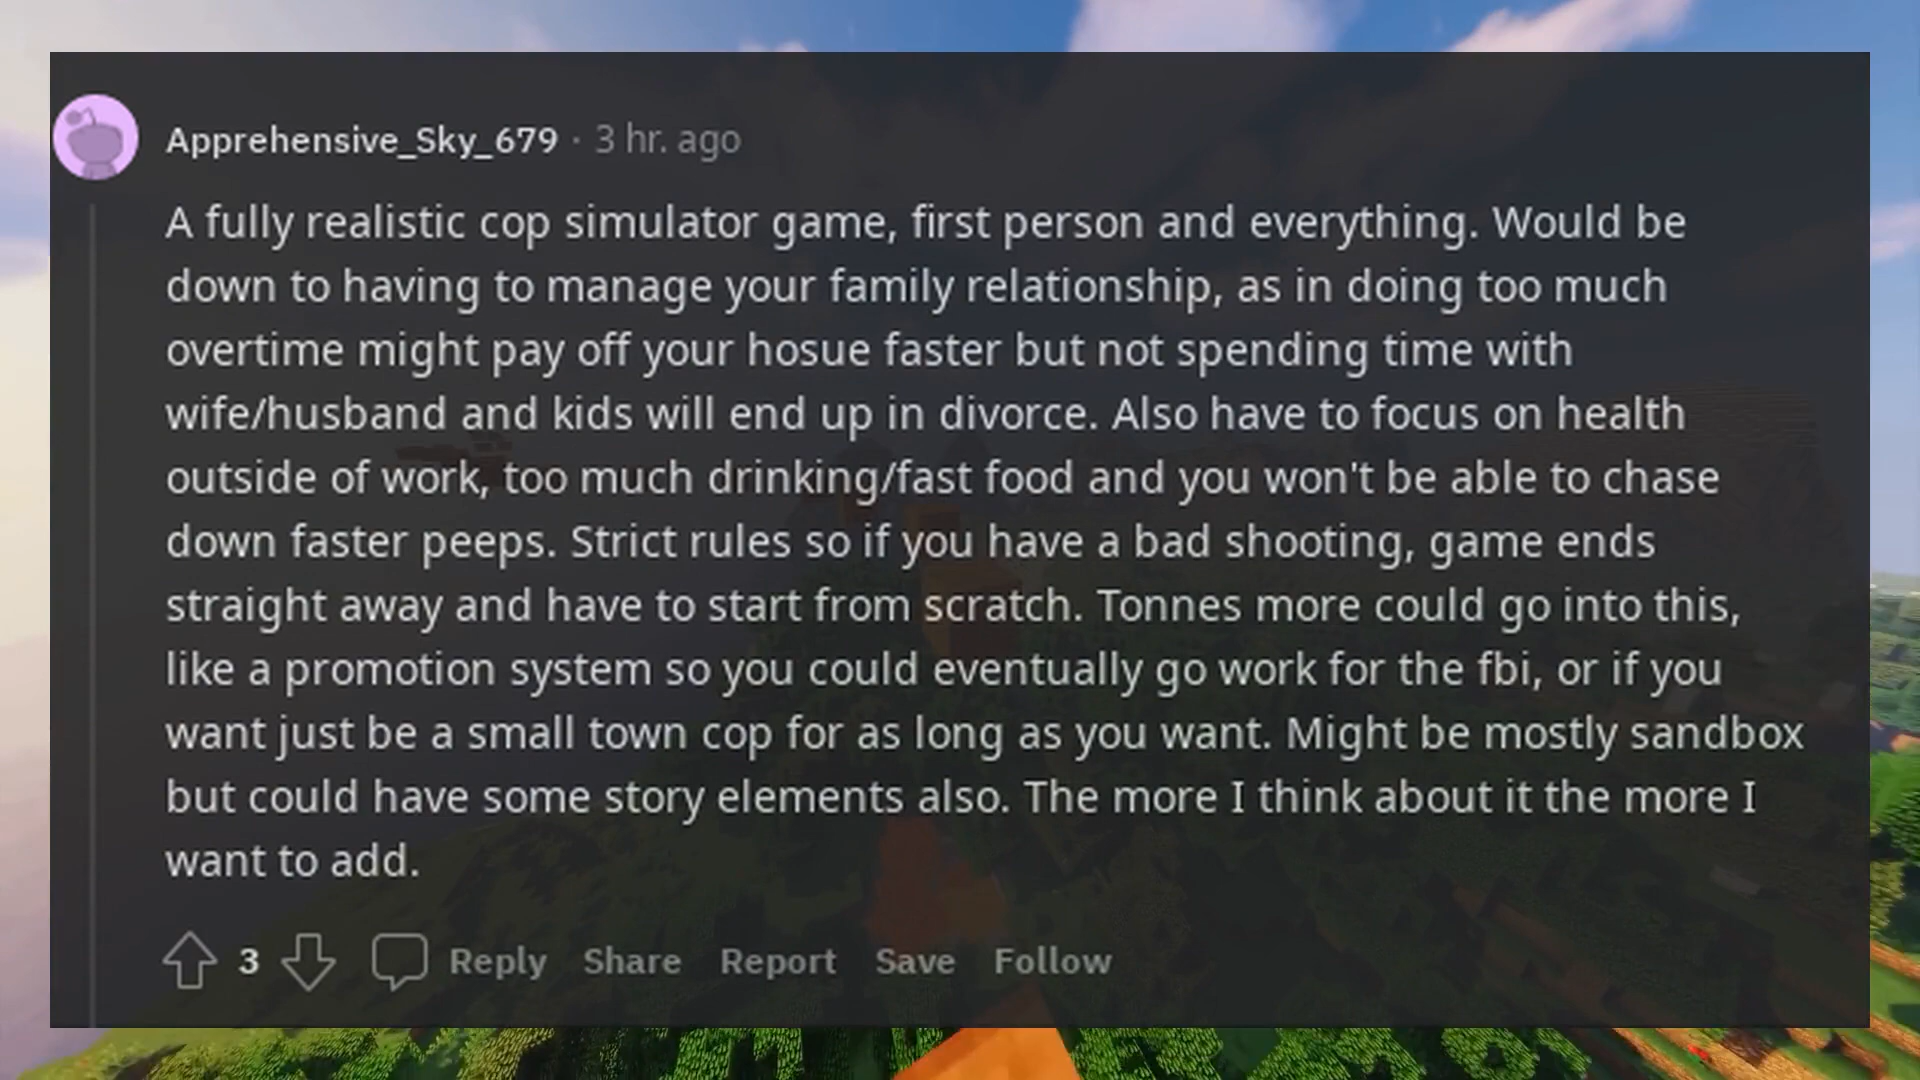 Apprehensive_Sky_679 · 3 hr. ago
A fully realistic cop simulator game, first person and everything. Would be
down to having to manage your family relationship, as in doing too much
overtime might pay off your hosue faster but not spending time with
wife/husband and kids will end up in divorce. Also have to focus on health
outside of work, too much drinking/fast food and you won't be able to chase
down faster peeps. Strict rules so if you have a bad shooting, game ends
straight away and have to start from scratch. Tonnes more could go into this,
like a promotion system so you could eventually go work for the fbi, or if you
want just be a small town cop for as long as you want. Might be mostly sandbox
but could have some story elements also. The more I think about it the more I
want to add.
3 Reply Share Report Save Follow